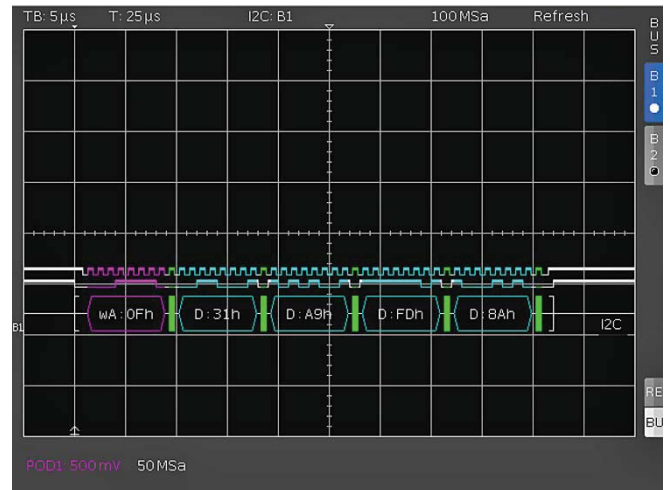 TB: 5µs T: 25µs I2C: B1 100MSa Refresh
BUS
B1
B2
wA:0Fh D:31h D:A9h D:FDh D:8Ah
B1
I2C
RE
BU
POD1: 500mV 50MSa